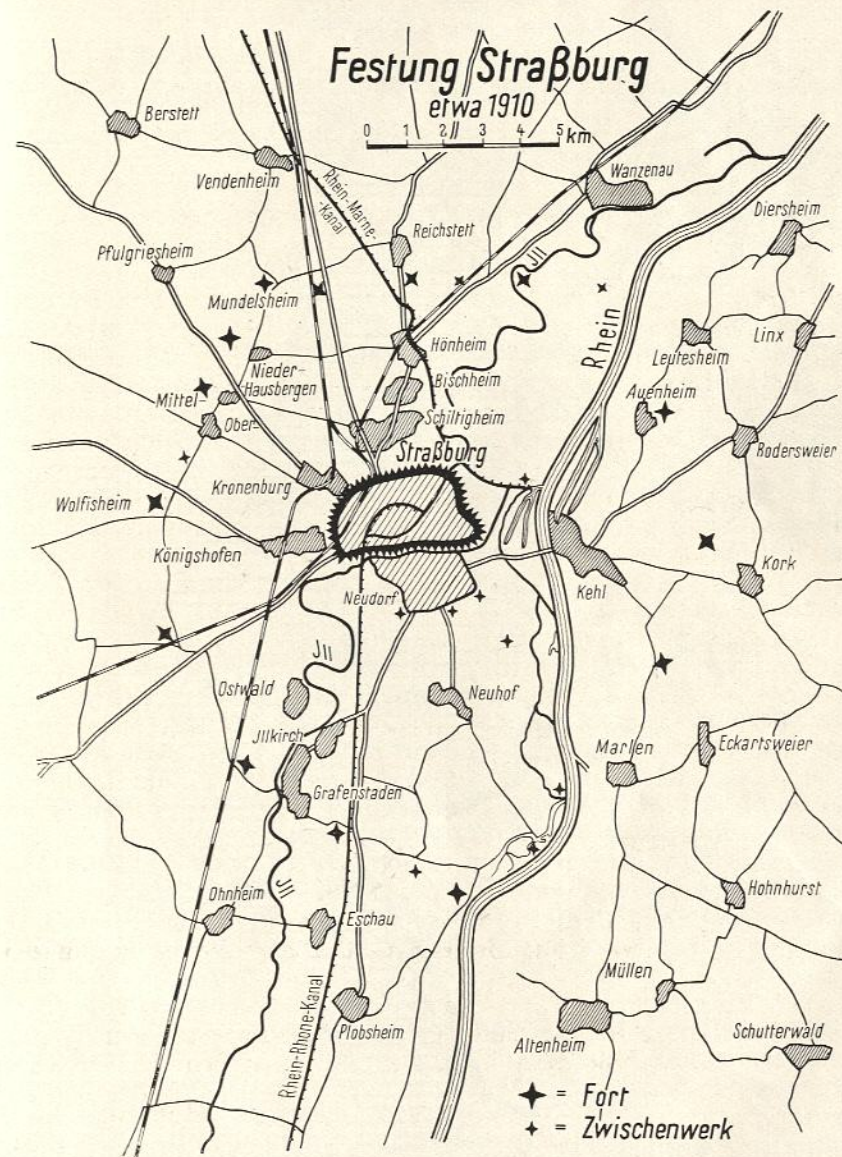 Festung Straßburg
etwa 1910
0 1 2 3 4 5 km
Berstett
Vendenheim
Rhein-Marne-
-Kanal
Wanzenau
Diersheim
Reichstett
Pfulgriesheim
Jll
Mundelsheim
Rhein
Hönheim
Leutesheim
Linx
Nieder-
Hausbergen
Bischheim
Mittel-
Auenheim
Ober-
Schiltigheim
Bodersweier
Straßburg
Kronenburg
Wolfisheim
Königshofen
Kork
Neudorf
Kehl
Jll
Ostwald
Neuhof
Jllkirch
Marlen
Eckartsweier
Grafenstaden
Jll
Ohnheim
Hohnhurst
Eschau
Müllen
Rhein-Rhone-Kanal
Plobsheim
Altenheim
Schutterwald
= Fort
= Zwischenwerk